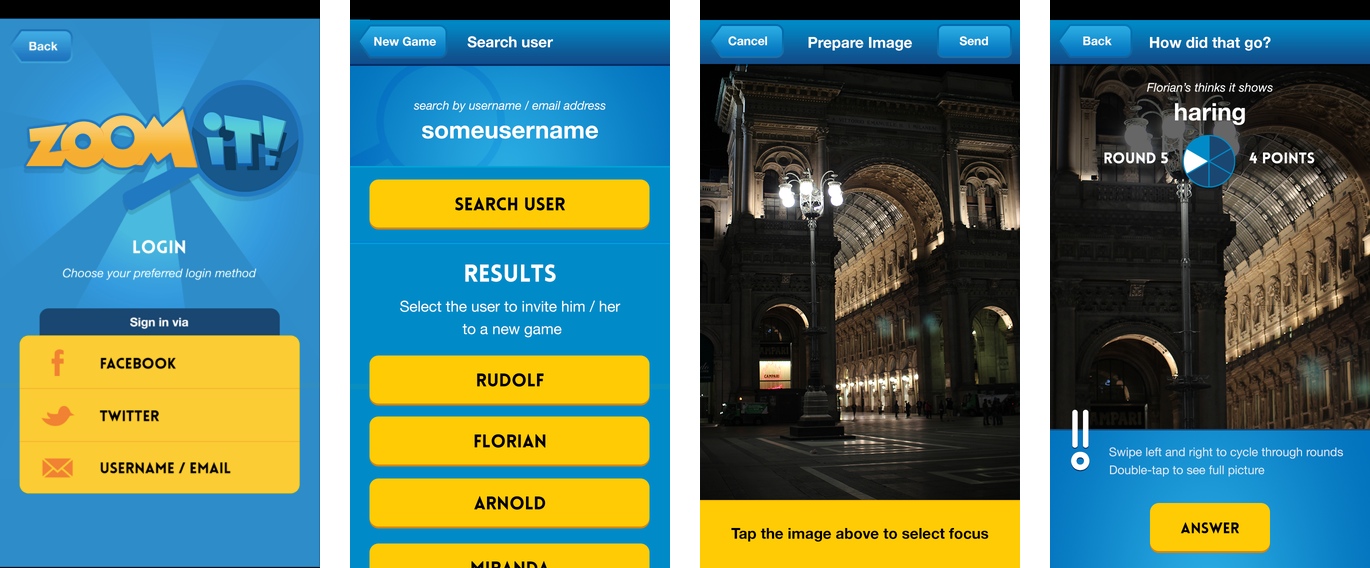 Back
ZOOM iT!
LOGIN
Choose your preferred login method
Sign in via
FACEBOOK
TWITTER
USERNAME / EMAIL
New Game
Search user
search by username / email address
someusername
SEARCH USER
RESULTS
Select the user to invite him / her
to a new game
RUDOLF
FLORIAN
ARNOLD
MIRANDA
Cancel
Prepare Image
Send
CAMPARI
Tap the image above to select focus
Back
How did that go?
Florian's thinks it shows
haring
ROUND 5
4 POINTS
CAMPARI
Swipe left and right to cycle through rounds
Double-tap to see full picture
ANSWER